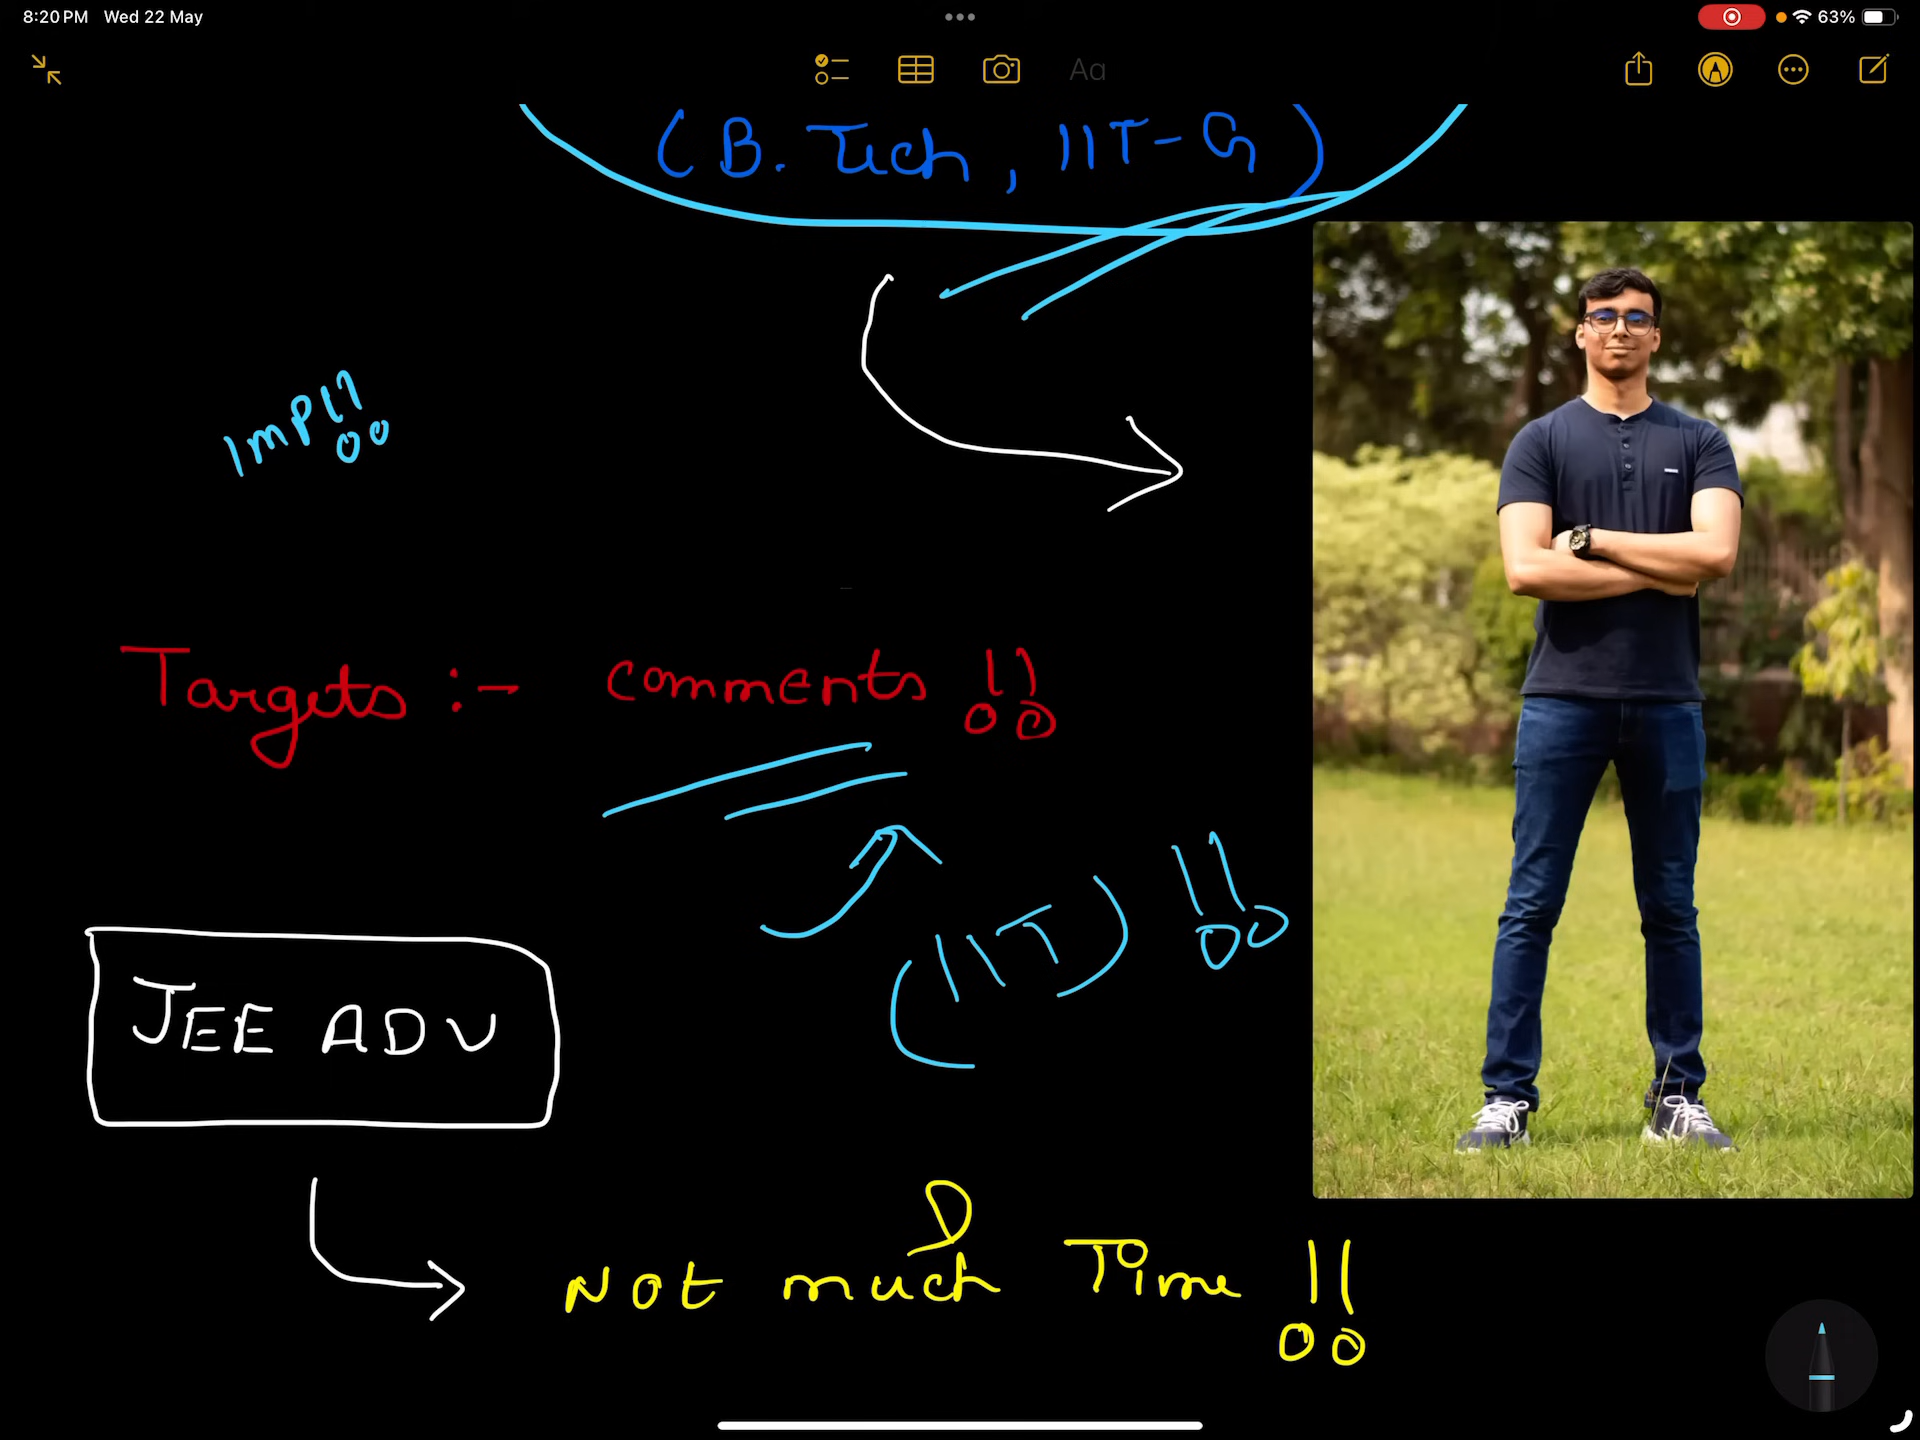 8:20 PM Wed 22 May
63%
Aa
(B. Tech, IIT-G)
Imp!!
Targets :- comments !!
(IIT) !!
JEE ADV
Not much Time !!